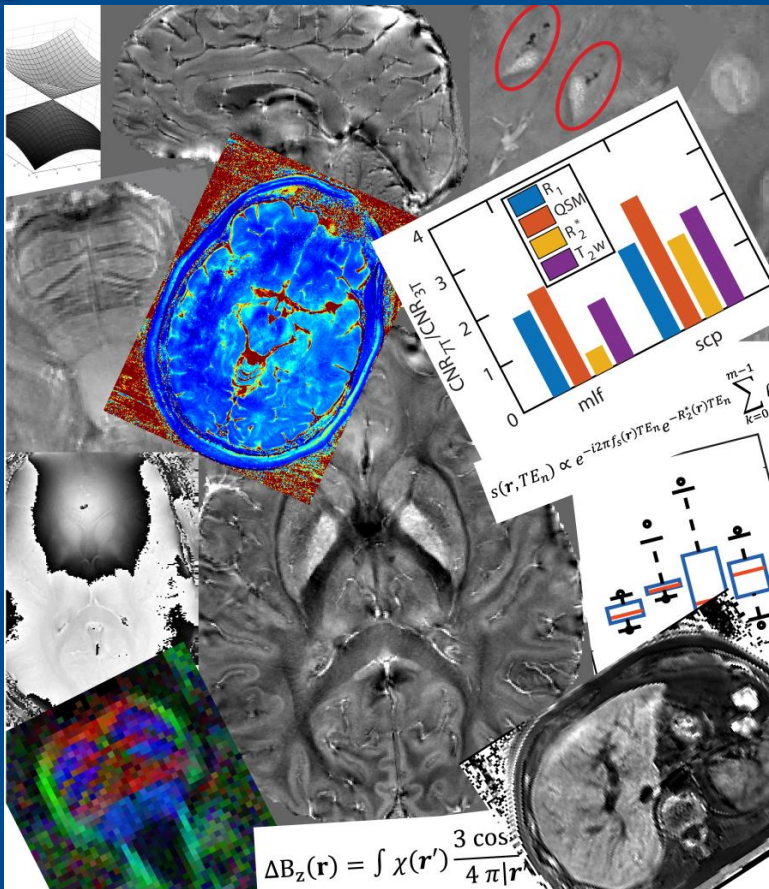 R₁
QSM
R₂*
T₂w
CNR₇T/CNR₃T
4
3
2
1
0
mlf
scp
s(r,TEₙ) ∝ e^{-i2πfₛ(r)TEₙ} e^{-R₂*(r)TEₙ} ∑_{k=0}^{m-1}
ΔB_z(r) = ∫ χ(r′) 3 cos / 4 π|r′